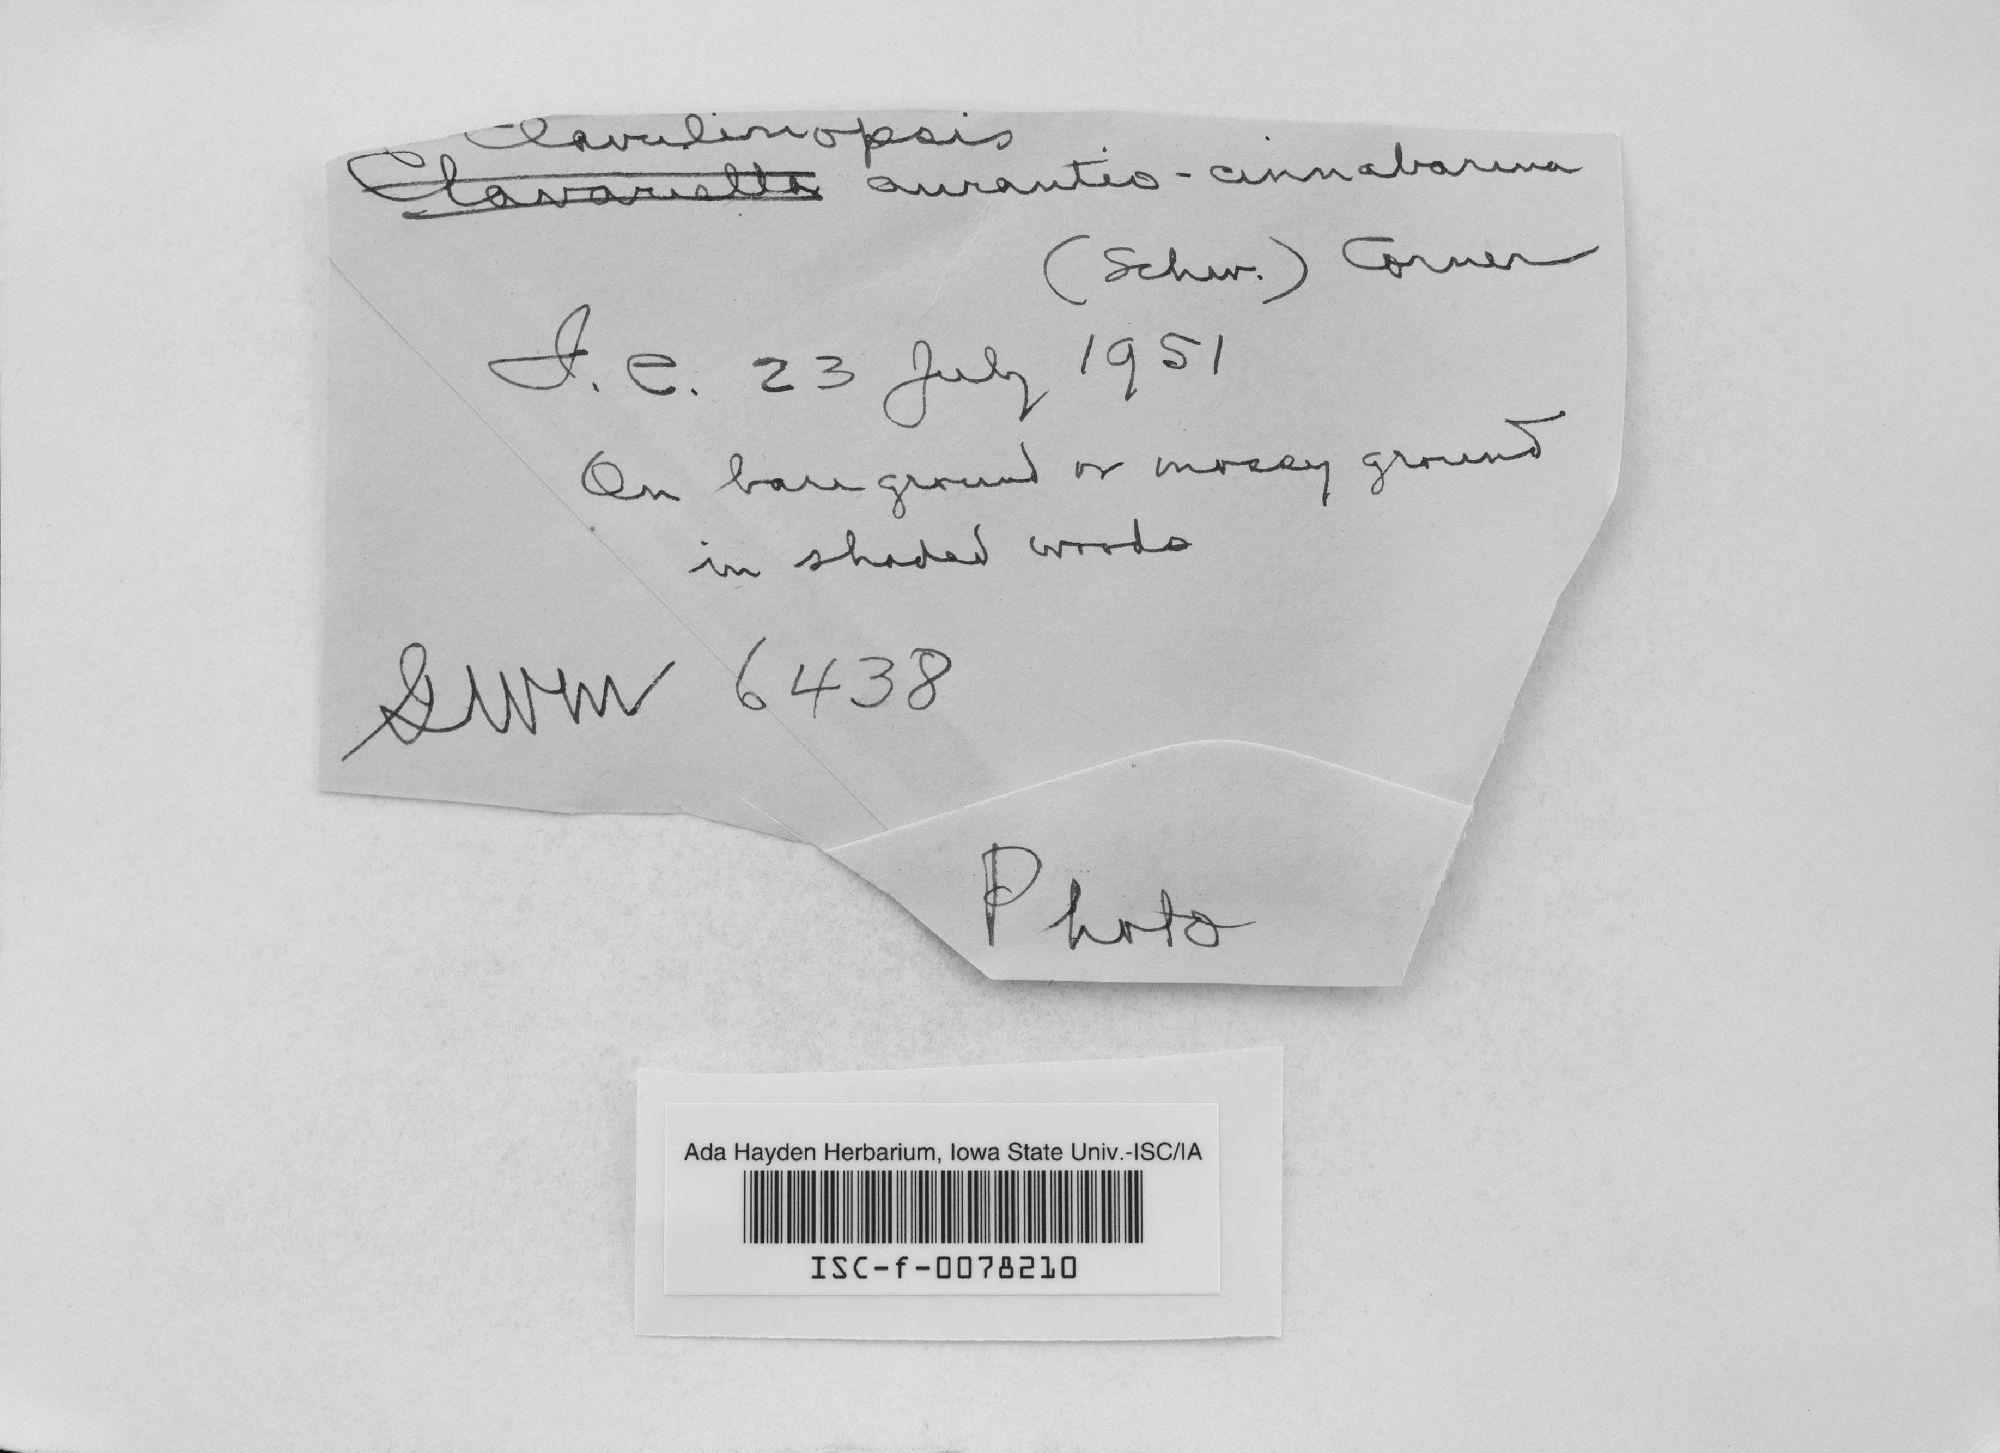 Clavulinopsis
Clavariella aurantio-cinnabarina
(Schw.) Corner
I. C. 23 July 1951
On bare ground or mossy ground
in shaded woods
GWM 6438
Photo
Ada Hayden Herbarium, Iowa State Univ.-ISC/IA
ISC-f-0078210